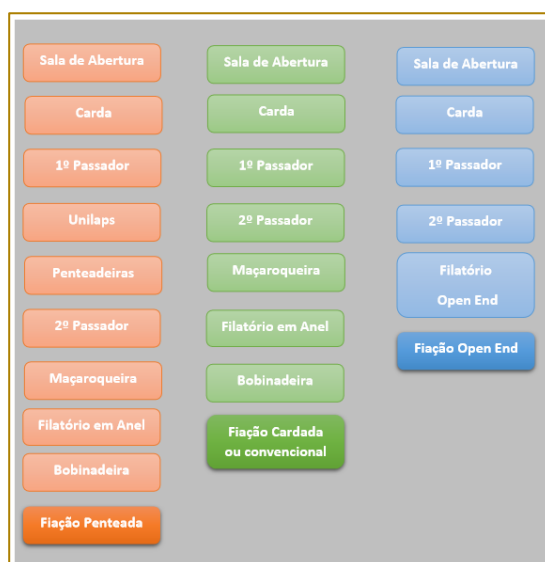 Sala de Abertura
Carda
1º Passador
Unilaps
Penteadeiras
2º Passador
Maçaroqueira
Filatório em Anel
Bobinadeira
Fiação Penteada
Sala de Abertura
Carda
1º Passador
2º Passador
Maçaroqueira
Filatório em Anel
Bobinadeira
Fiação Cardada
ou convencional
Sala de Abertura
Carda
1º Passador
2º Passador
Filatório
Open End
Fiação Open End